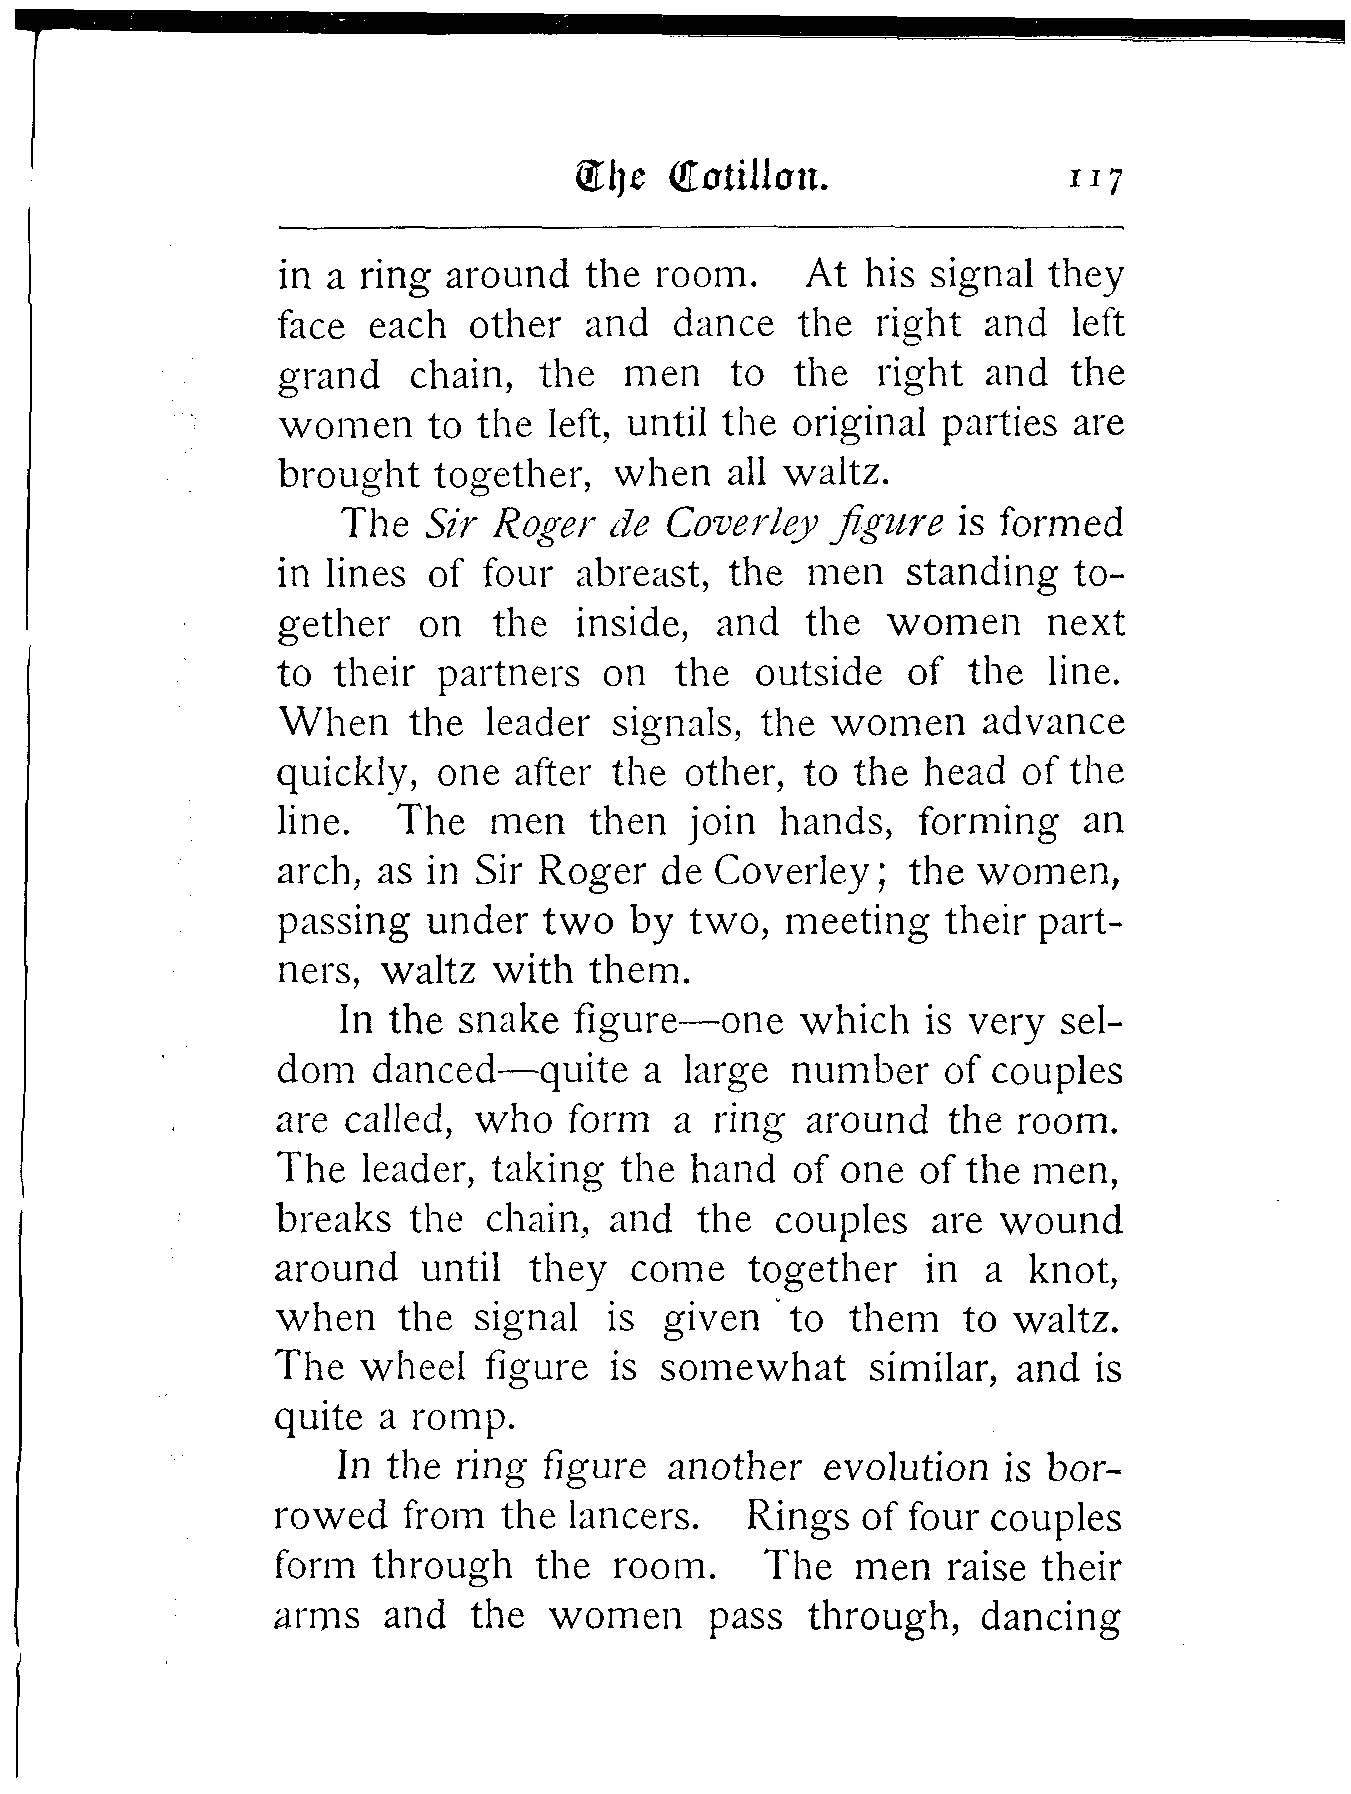 The Cotillon. 117
in a ring around the room. At his signal they
face each other and dance the right and left
grand chain, the men to the right and the
women to the left, until the original parties are
brought together, when all waltz.
The Sir Roger de Coverley figure is formed
in lines of four abreast, the men standing to-
gether on the inside, and the women next
to their partners on the outside of the line.
When the leader signals, the women advance
quickly, one after the other, to the head of the
line. The men then join hands, forming an
arch, as in Sir Roger de Coverley; the women,
passing under two by two, meeting their part-
ners, waltz with them.
In the snake figure—one which is very sel-
dom danced—quite a large number of couples
are called, who form a ring around the room.
The leader, taking the hand of one of the men,
breaks the chain, and the couples are wound
around until they come together in a knot,
when the signal is given to them to waltz.
The wheel figure is somewhat similar, and is
quite a romp.
In the ring figure another evolution is bor-
rowed from the lancers. Rings of four couples
form through the room. The men raise their
arms and the women pass through, dancing